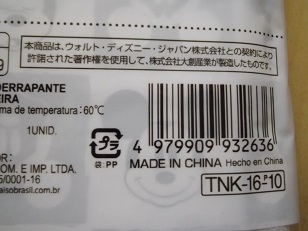 本商品は、ウォルト・ディズニー・ジャパン株式会社との契約により
許諾された著作権を使用して、株式会社大創産業が製造したものです。
9
DERRAPANTE
EIRA
ma de temperatura: 60℃
1UNID.
プラ
袋:PP
OM. E IMP. LTDA.
5/0001-16
aisobrasil.com.br
4 979909 932636
MADE IN CHINA Hecho en China
TNK-16-P-10